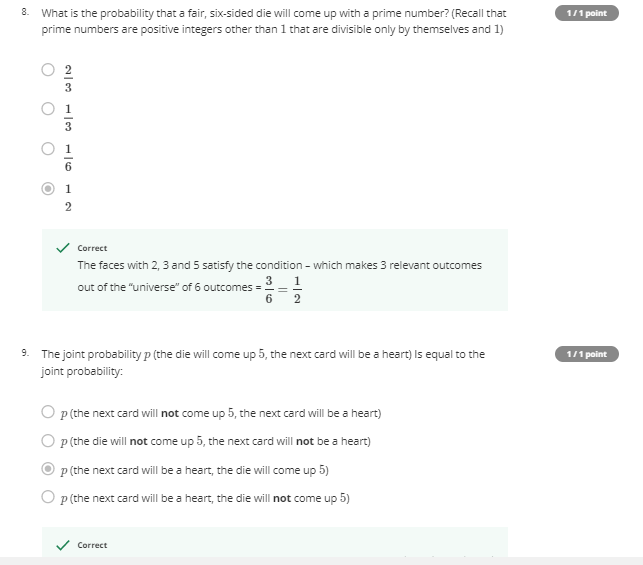 8. What is the probability that a fair, six-sided die will come up with a prime number? (Recall that
1 / 1 point
prime numbers are positive integers other than 1 that are divisible only by themselves and 1)
2
3
1
3
1
6
1
2
Correct
The faces with 2, 3 and 5 satisfy the condition – which makes 3 relevant outcomes
out of the "universe" of 6 outcomes = 3/6 = 1/2
9. The joint probability p (the die will come up 5, the next card will be a heart) Is equal to the
1 / 1 point
joint probability:
p (the next card will not come up 5, the next card will be a heart)
p (the die will not come up 5, the next card will not be a heart)
p (the next card will be a heart, the die will come up 5)
p (the next card will be a heart, the die will not come up 5)
Correct